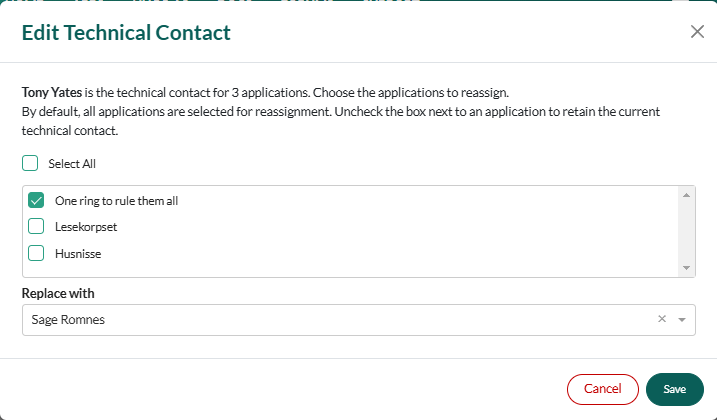 Edit Technical Contact
Tony Yates is the technical contact for 3 applications. Choose the applications to reassign.
By default, all applications are selected for reassignment. Uncheck the box next to an application to retain the current
technical contact.
Select All
One ring to rule them all
Lesekorpset
Husnisse
Replace with
Sage Romnes
Cancel
Save